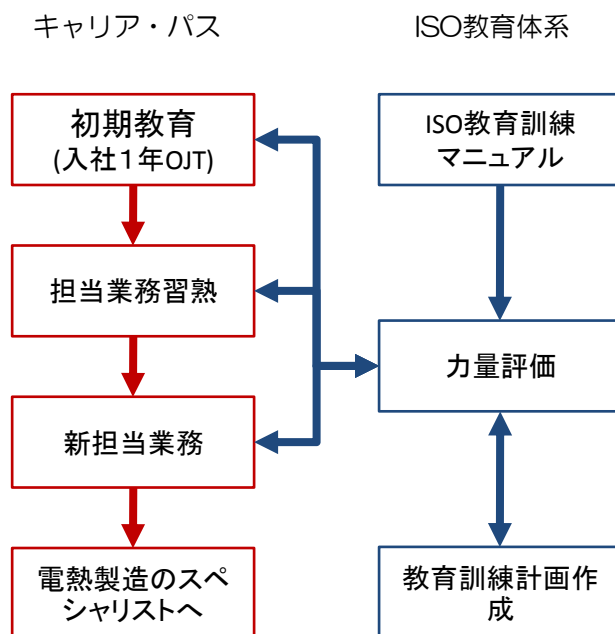 キャリア・パス
ISO教育体系
初期教育
(入社１年OJT)
ISO教育訓練
マニュアル
担当業務習熟
力量評価
新担当業務
電熱製造のスペ
シャリストへ
教育訓練計画作
成